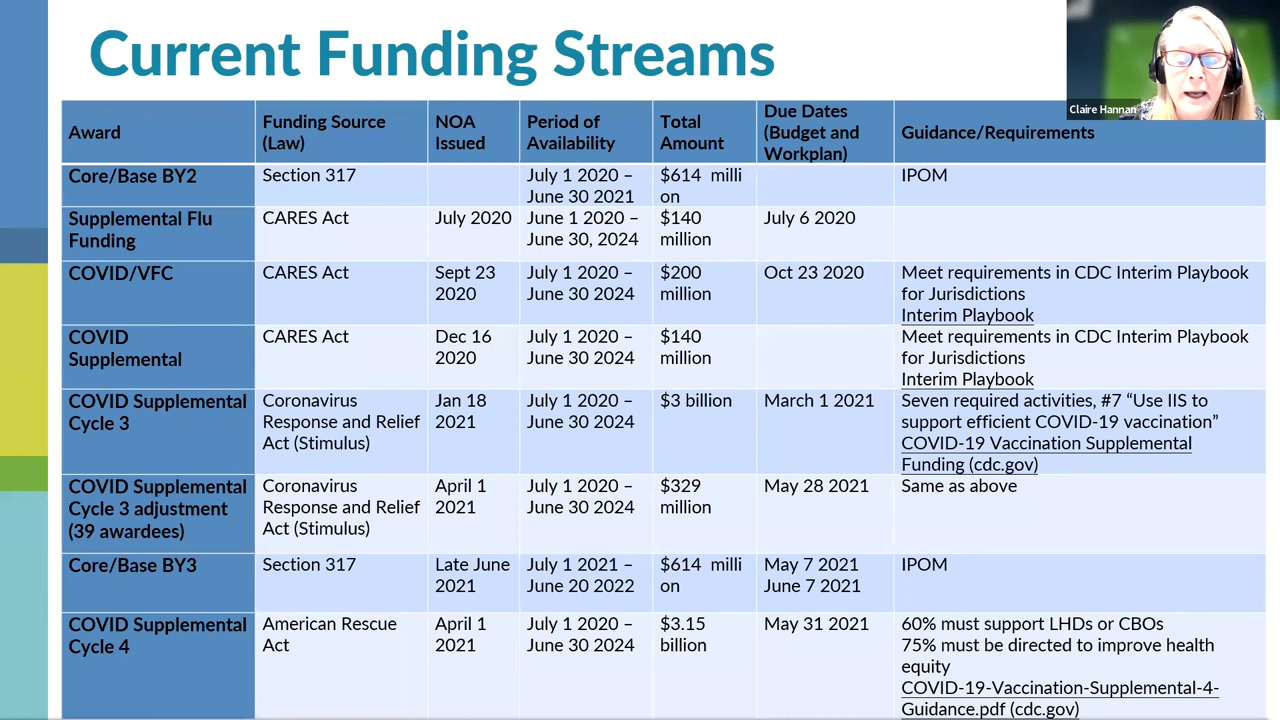 Current Funding Streams
Claire Hannan
Award
Funding Source
(Law)
NOA
Issued
Period of
Availability
Total
Amount
Due Dates
(Budget and
Workplan)
Guidance/Requirements
Core/Base BY2
Section 317
July 1 2020 –
June 30 2021
$614 milli
on
IPOM
Supplemental Flu
Funding
CARES Act
July 2020
June 1 2020 –
June 30, 2024
$140
million
July 6 2020
COVID/VFC
CARES Act
Sept 23
2020
July 1 2020 –
June 30 2024
$200
million
Oct 23 2020
Meet requirements in CDC Interim Playbook
for Jurisdictions
Interim Playbook
COVID
Supplemental
CARES Act
Dec 16
2020
July 1 2020 –
June 30 2024
$140
million
Meet requirements in CDC Interim Playbook
for Jurisdictions
Interim Playbook
COVID Supplemental
Cycle 3
Coronavirus
Response and Relief
Act (Stimulus)
Jan 18
2021
July 1 2020 –
June 30 2024
$3 billion
March 1 2021
Seven required activities, #7 “Use IIS to
support efficient COVID-19 vaccination”
COVID-19 Vaccination Supplemental
Funding (cdc.gov)
COVID Supplemental
Cycle 3 adjustment
(39 awardees)
Coronavirus
Response and Relief
Act (Stimulus)
April 1
2021
July 1 2020 –
June 30 2024
$329
million
May 28 2021
Same as above
Core/Base BY3
Section 317
Late June
2021
July 1 2021 –
June 20 2022
$614 milli
on
May 7 2021
June 7 2021
IPOM
COVID Supplemental
Cycle 4
American Rescue
Act
April 1
2021
July 1 2020 –
June 30 2024
$3.15
billion
May 31 2021
60% must support LHDs or CBOs
75% must be directed to improve health
equity
COVID-19-Vaccination-Supplemental-4-
Guidance.pdf (cdc.gov)